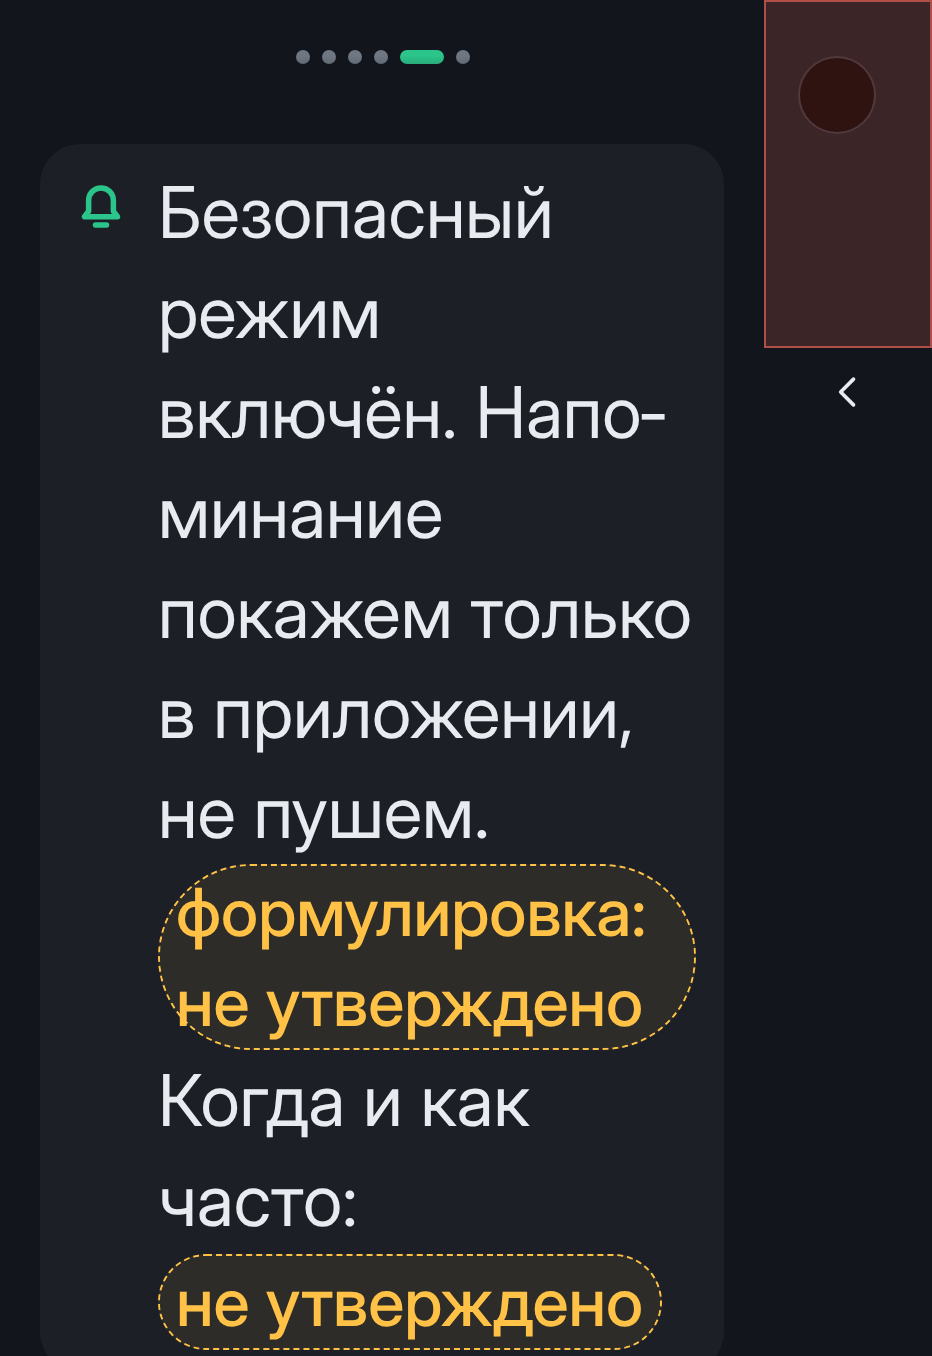 Безопасный
режим
включён. Напо-
минание
покажем только
в приложении,
не пушем.
формулировка:
не утверждено
Когда и как
часто:
не утверждено